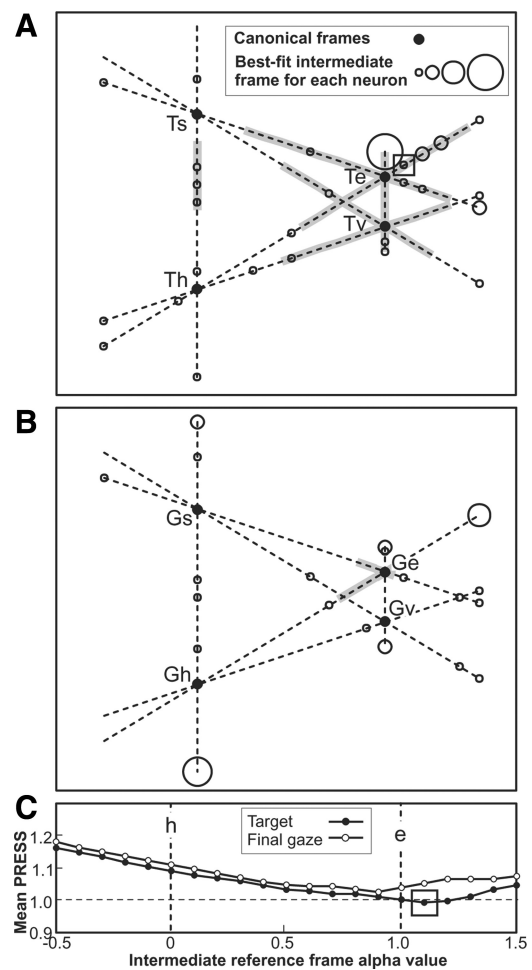 A
Canonical frames
Best-fit intermediate
frame for each neuron
Ts
Te
Tv
Th
B
Gs
Ge
Gv
Gh
C
Mean PRESS
1.2
1.1
1.0
0.9
h
Target
Final gaze
e
-0.5 0 0.5 1.0 1.5
Intermediate reference frame alpha value